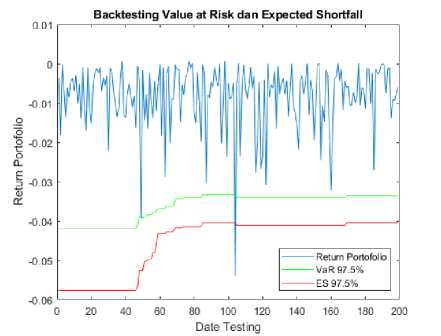 Backtesting Value at Risk dan Expected Shortfall
0.01
0
-0.01
-0.02
-0.03
-0.04
-0.05
-0.06
Return Portofolio
0 20 40 60 80 100 120 140 160 180 200
Date Testing
Return Portofolio
VaR 97.5%
ES 97.5%